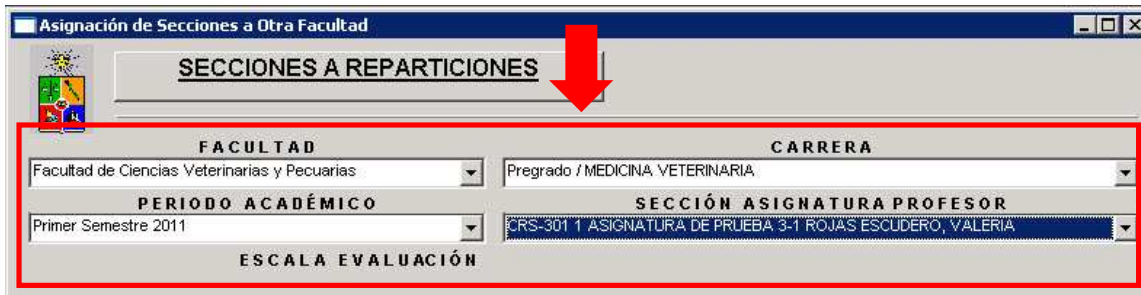 Asignación de Secciones a Otra Facultad
SECCIONES A REPARTICIONES
FACULTAD CARRERA
Facultad de Ciencias Veterinarias y Pecuarias Pregrado / MEDICINA VETERINARIA
PERIODO ACADÉMICO SECCIÓN ASIGNATURA PROFESOR
Primer Semestre 2011 CRS-301 1 ASIGNATURA DE PRUEBA 3-1 ROJAS ESCUDERO, VALERIA
ESCALA EVALUACIÓN